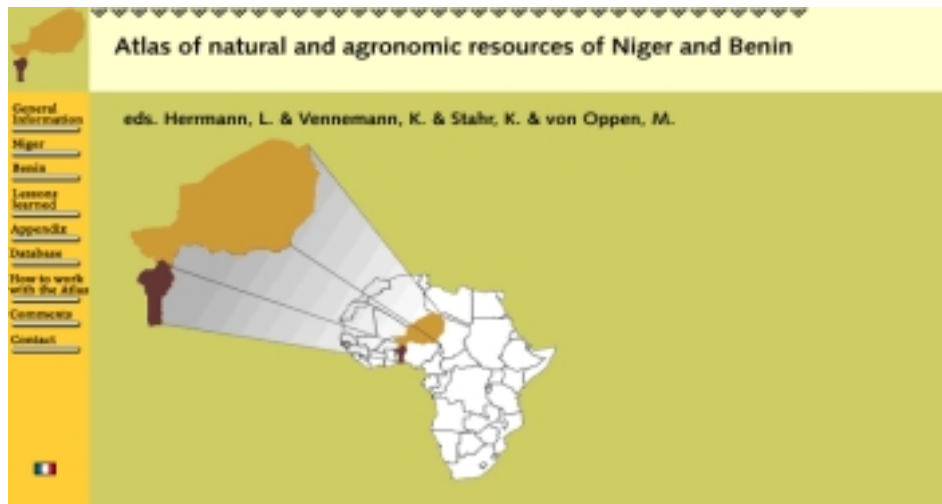 Atlas of natural and agronomic resources of Niger and Benin
eds. Herrmann, L. & Vennemann, K. & Stahr, K. & von Oppen, M.
General
Information
Niger
Benin
Lessons
learned
Appendix
Database
How to work
with the Atlas
Comments
Contact